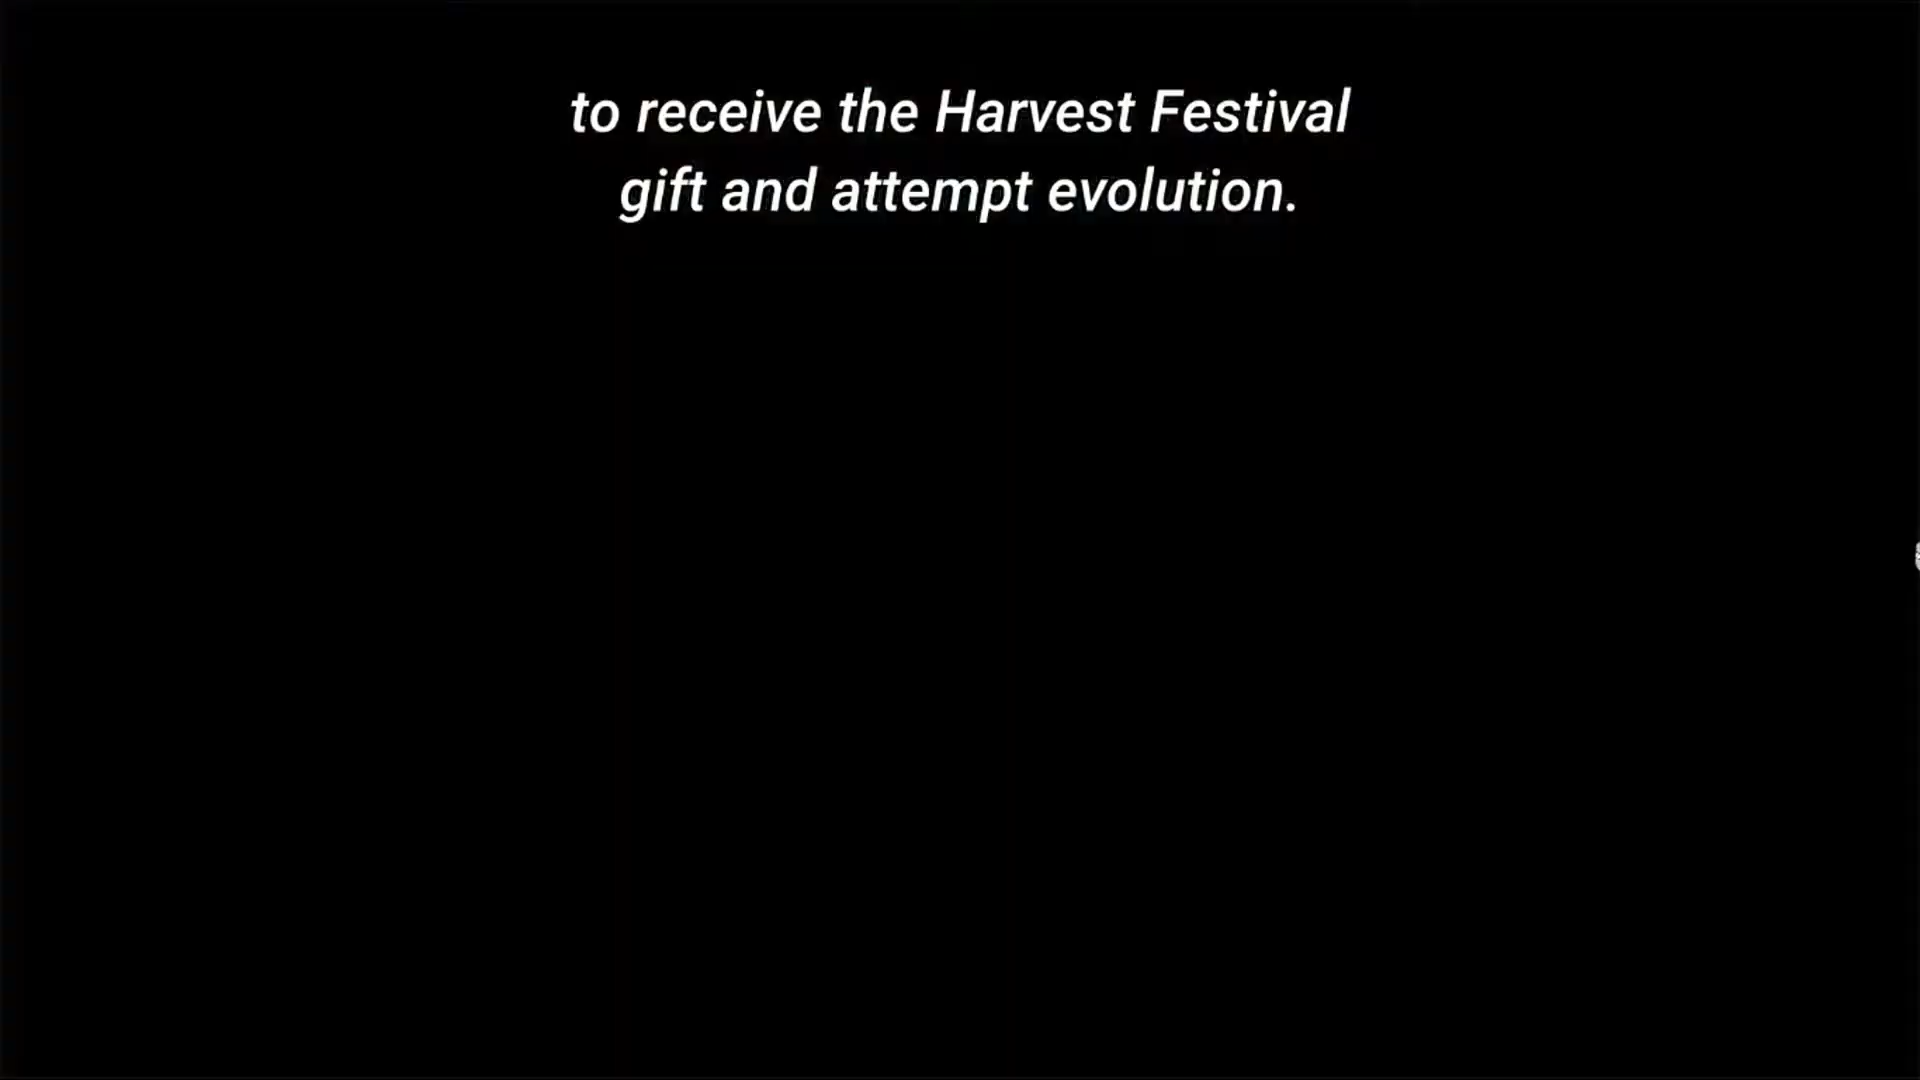 to receive the Harvest Festival
gift and attempt evolution.